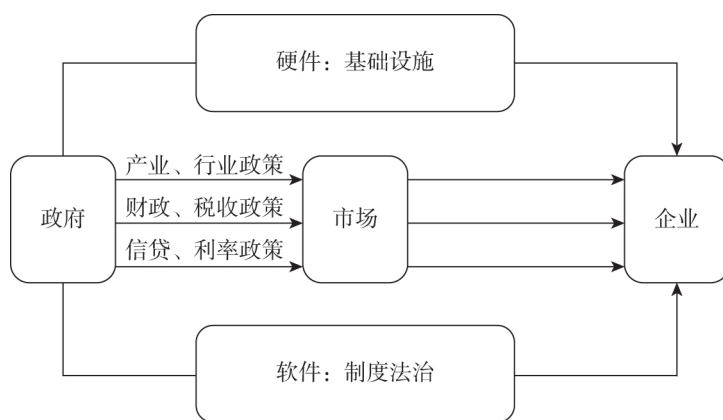 硬件：基础设施
产业、行业政策
政府
财政、税收政策
市场
企业
信贷、利率政策
软件：制度法治